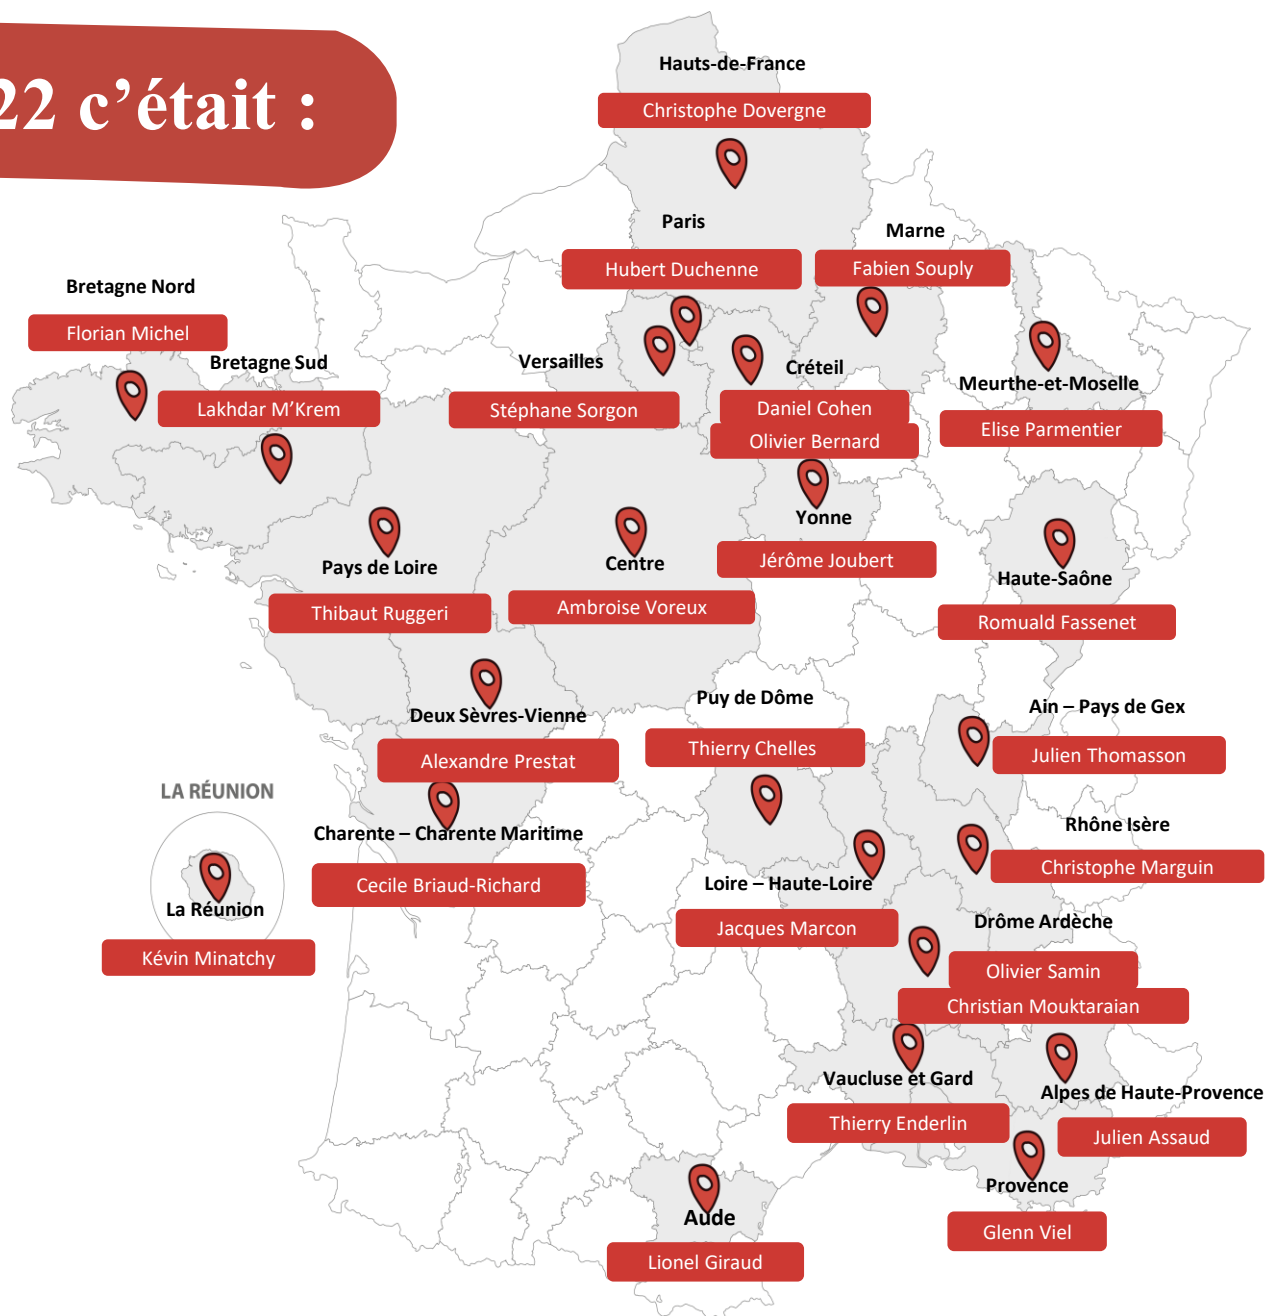 22 c’était :
Hauts-de-France
Christophe Dovergne
Paris
Hubert Duchenne
Marne
Fabien Souply
Bretagne Nord
Florian Michel
Bretagne Sud
Lakhdar M’Krem
Versailles
Stéphane Sorgon
Créteil
Daniel Cohen
Olivier Bernard
Meurthe-et-Moselle
Elise Parmentier
Yonne
Jérôme Joubert
Pays de Loire
Thibaut Ruggeri
Centre
Ambroise Voreux
Haute-Saône
Romuald Fassenet
Deux Sèvres-Vienne
Alexandre Prestat
Puy de Dôme
Thierry Chelles
Ain – Pays de Gex
Julien Thomasson
LA RÉUNION
La Réunion
Kévin Minatchy
Charente – Charente Maritime
Cecile Briaud-Richard
Rhône Isère
Christophe Marguin
Loire – Haute-Loire
Jacques Marcon
Drôme Ardèche
Olivier Samin
Christian Mouktaraian
Vaucluse et Gard
Thierry Enderlin
Alpes de Haute-Provence
Julien Assaud
Provence
Glenn Viel
Aude
Lionel Giraud